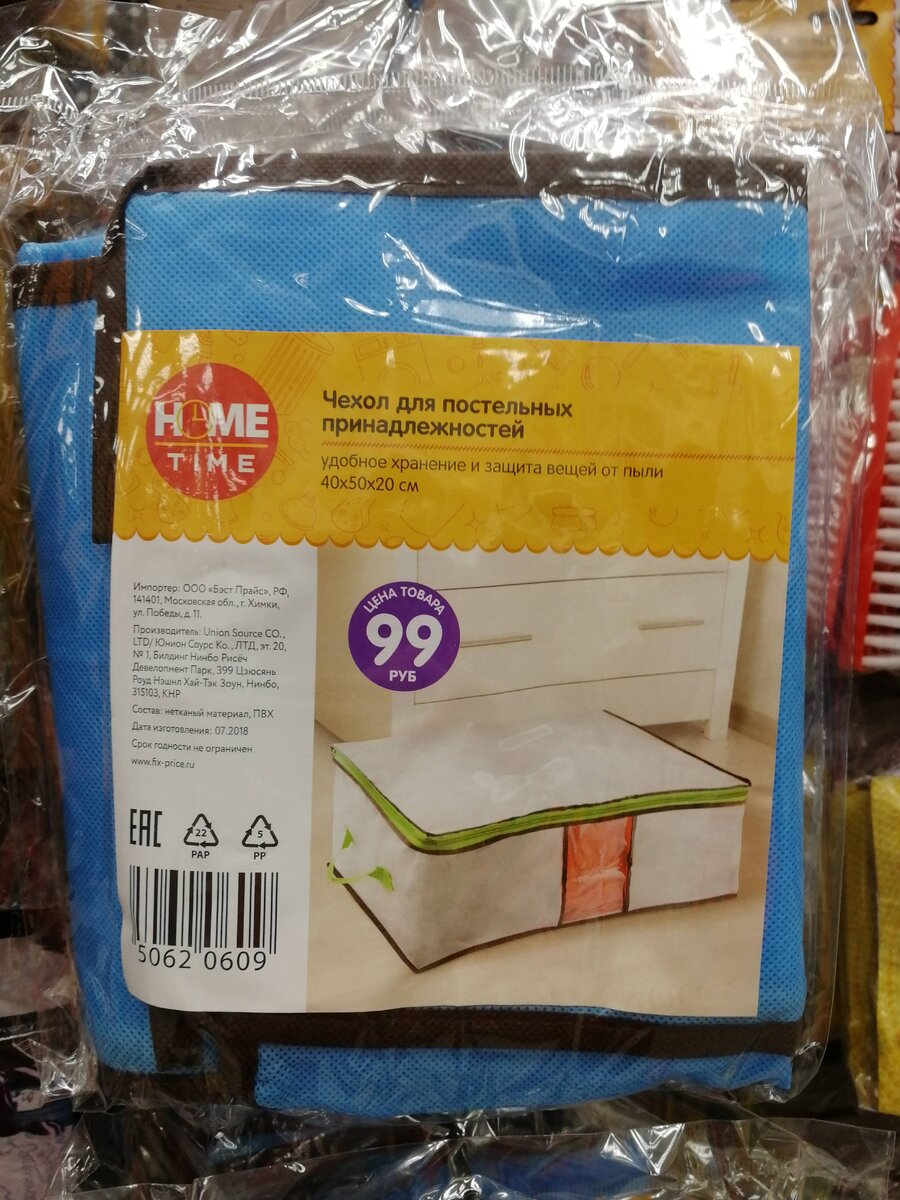 HOME
TIME
Чехол для постельных
принадлежностей
удобное хранение и защита вещей от пыли
40х50х20 см
Импортер: ООО «Бэст Прайс», РФ,
141401, Московская обл., г. Химки,
ул. Победы, д. 11.
Производитель: Union Source CO.,
LTD/ Юнион Соурс Ко., ЛТД, эт. 20,
№ 1, Билдинг Нинбо Рисёч
Девелопмент Парк, 399 Цзюсянь
Роуд Нэшнл Хай-Тэк Зоун, Нинбо,
315103, КНР
Состав: нетканый материал, ПВХ
Дата изготовления: 07.2018
Срок годности не ограничен
www.fix-price.ru
ЦЕНА ТОВАРА
99
РУБ
EAC
22
PAP
5
PP
5062 0609